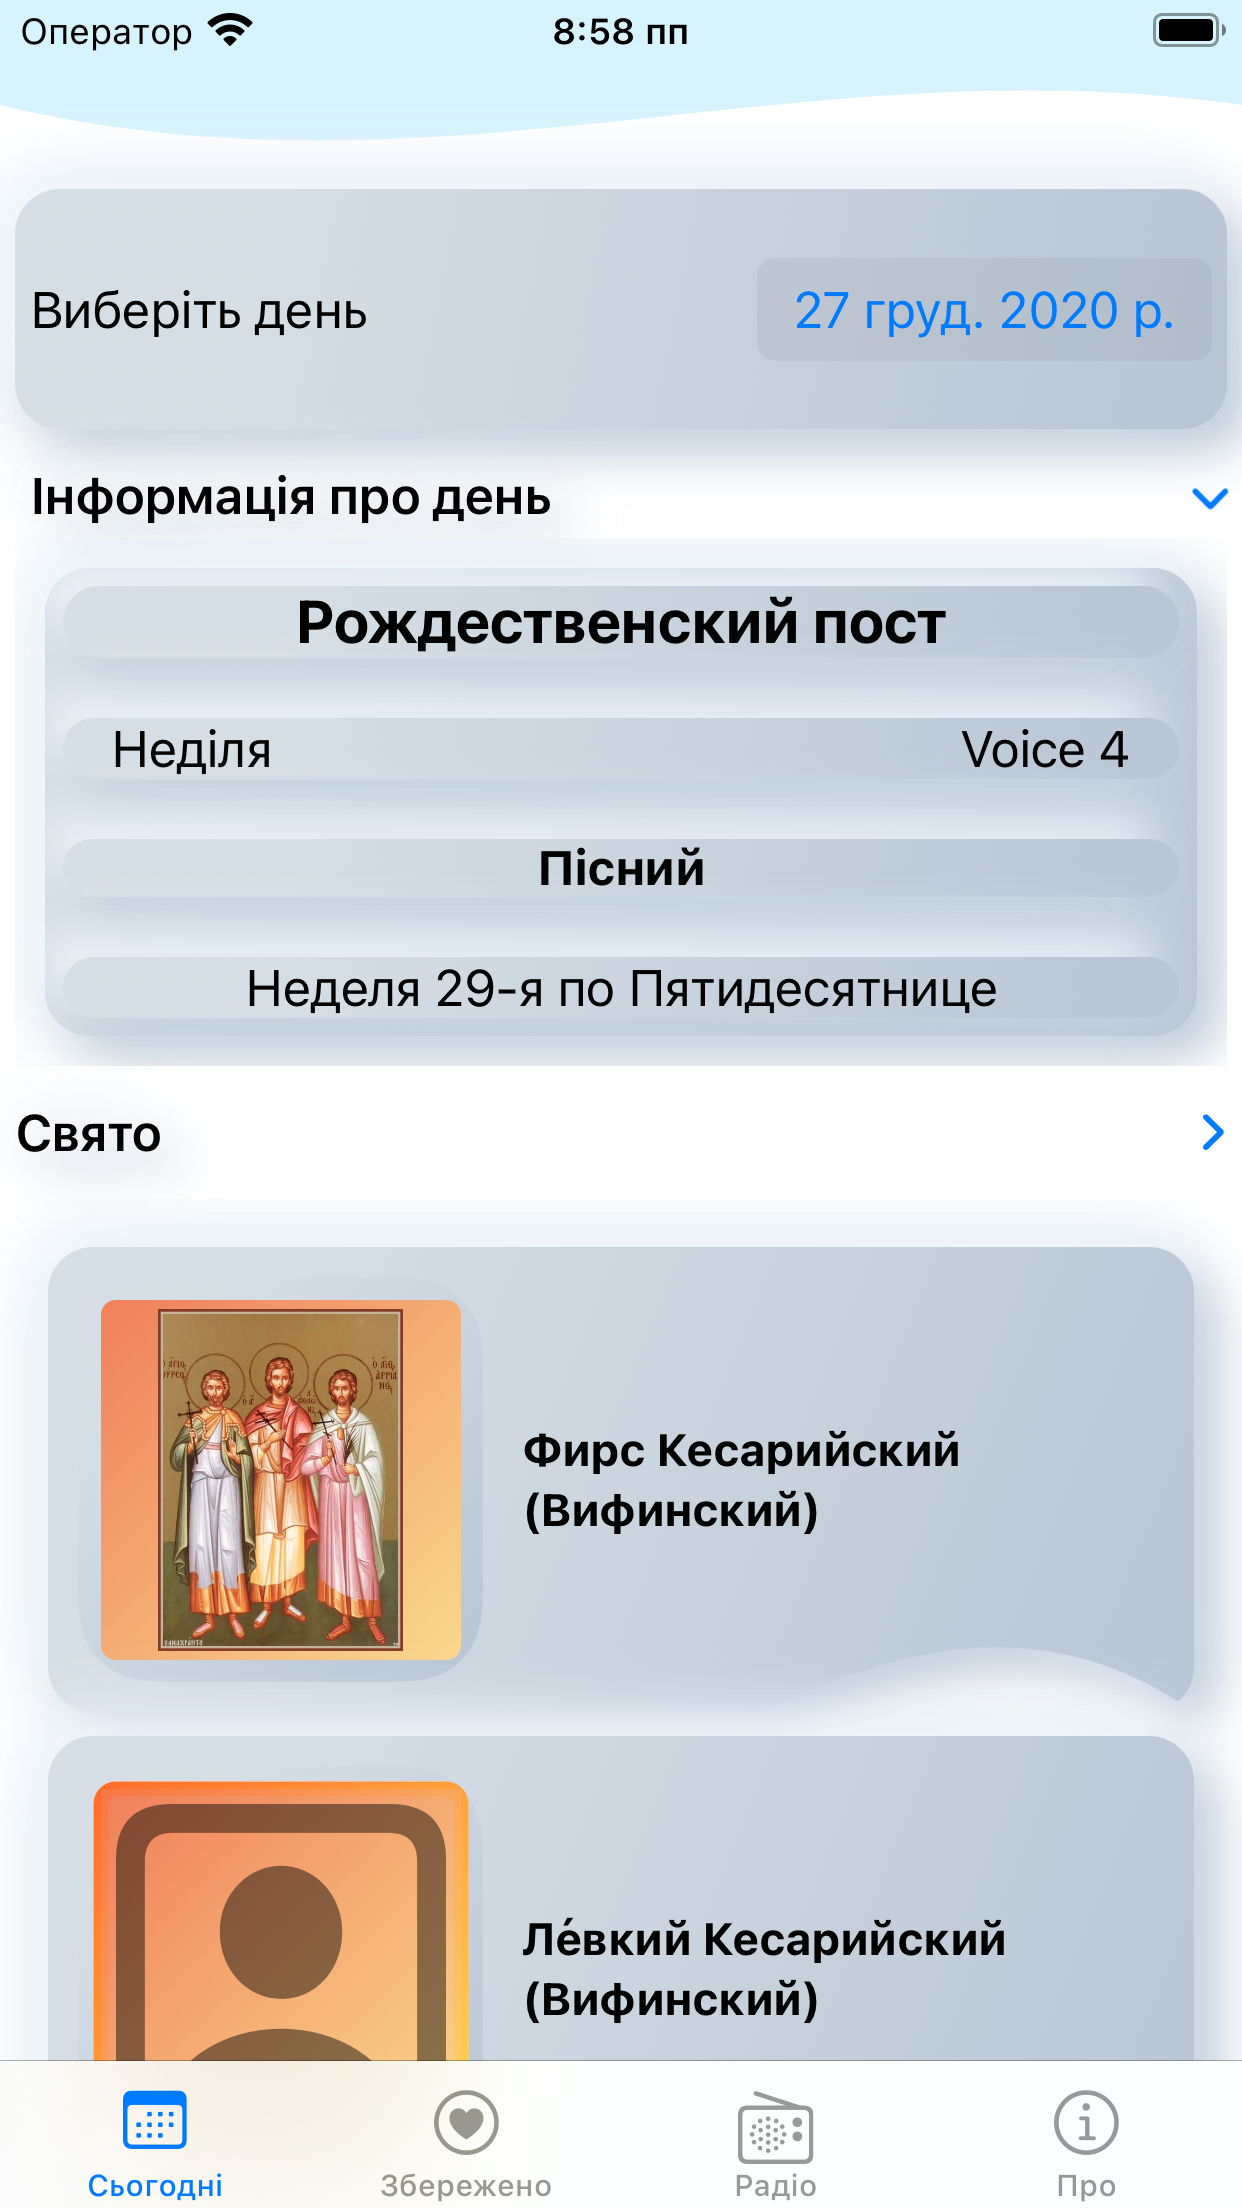 Оператор 8:58 пп
Виберіть день 27 груд. 2020 р.
Інформація про день
Рождественский пост
Неділя Voice 4
Пісний
Неделя 29-я по Пятидесятнице
Свято
Фирс Кесарийский
(Вифинский)
Ле́вкий Кесарийский
(Вифинский)
Сьогодні Збережено Радіо Про